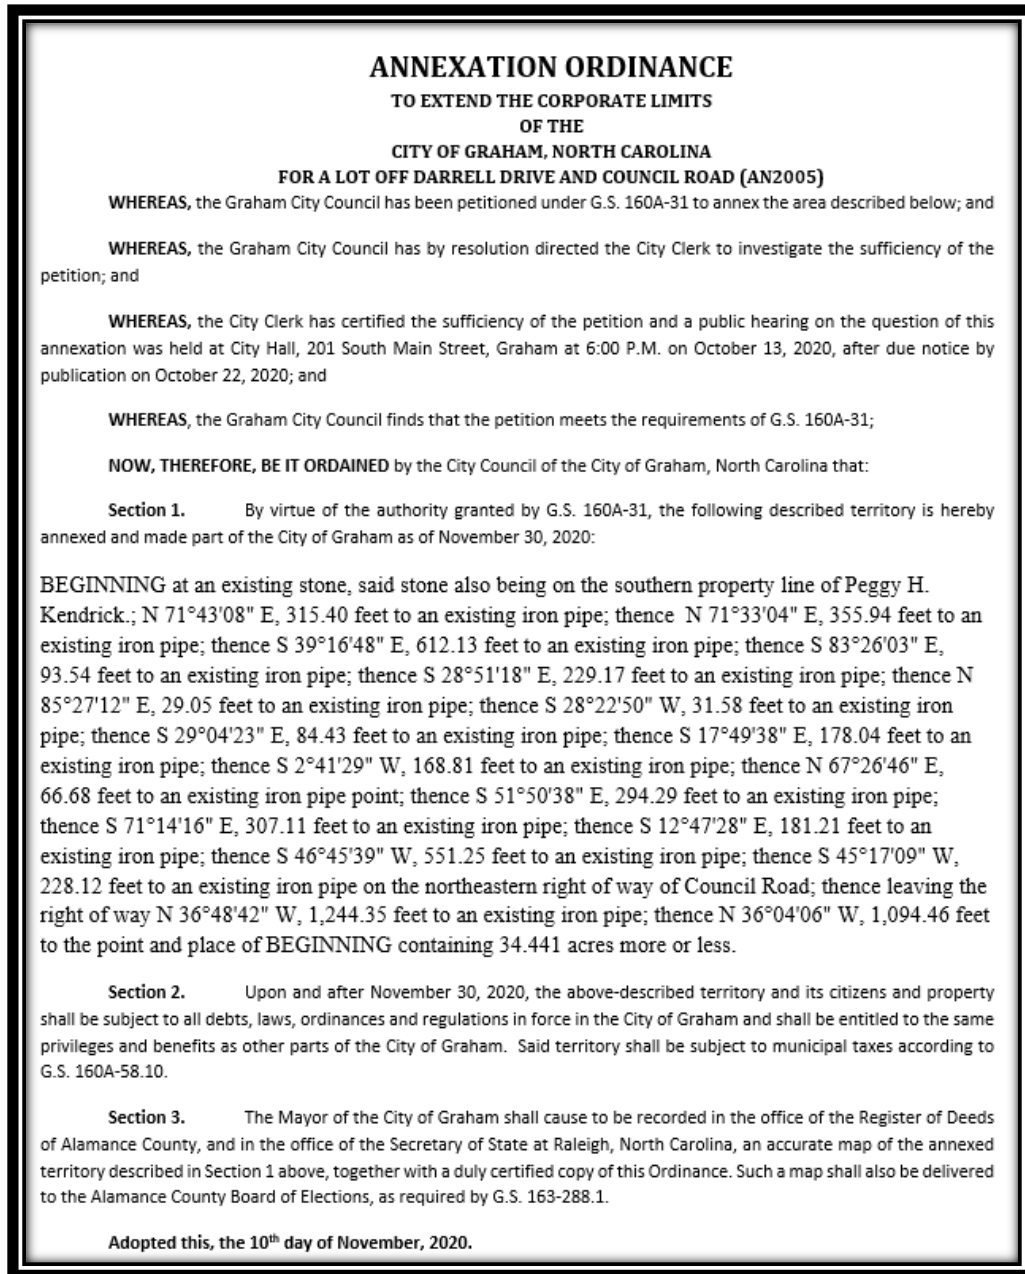 ANNEXATION ORDINANCE
TO EXTEND THE CORPORATE LIMITS
OF THE
CITY OF GRAHAM, NORTH CAROLINA
FOR A LOT OFF DARRELL DRIVE AND COUNCIL ROAD (AN2005)
WHEREAS, the Graham City Council has been petitioned under G.S. 160A-31 to annex the area described below; and
WHEREAS, the Graham City Council has by resolution directed the City Clerk to investigate the sufficiency of the
petition; and
WHEREAS, the City Clerk has certified the sufficiency of the petition and a public hearing on the question of this
annexation was held at City Hall, 201 South Main Street, Graham at 6:00 P.M. on October 13, 2020, after due notice by
publication on October 22, 2020; and
WHEREAS, the Graham City Council finds that the petition meets the requirements of G.S. 160A-31;
NOW, THEREFORE, BE IT ORDAINED by the City Council of the City of Graham, North Carolina that:
Section 1. By virtue of the authority granted by G.S. 160A-31, the following described territory is hereby
annexed and made part of the City of Graham as of November 30, 2020:
BEGINNING at an existing stone, said stone also being on the southern property line of Peggy H.
Kendrick.; N 71°43'08" E, 315.40 feet to an existing iron pipe; thence N 71°33'04" E, 355.94 feet to an
existing iron pipe; thence S 39°16'48" E, 612.13 feet to an existing iron pipe; thence S 83°26'03" E,
93.54 feet to an existing iron pipe; thence S 28°51'18" E, 229.17 feet to an existing iron pipe; thence N
85°27'12" E, 29.05 feet to an existing iron pipe; thence S 28°22'50" W, 31.58 feet to an existing iron
pipe; thence S 29°04'23" E, 84.43 feet to an existing iron pipe; thence S 17°49'38" E, 178.04 feet to an
existing iron pipe; thence S 2°41'29" W, 168.81 feet to an existing iron pipe; thence N 67°26'46" E,
66.68 feet to an existing iron pipe point; thence S 51°50'38" E, 294.29 feet to an existing iron pipe;
thence S 71°14'16" E, 307.11 feet to an existing iron pipe; thence S 12°47'28" E, 181.21 feet to an
existing iron pipe; thence S 46°45'39" W, 551.25 feet to an existing iron pipe; thence S 45°17'09" W,
228.12 feet to an existing iron pipe on the northeastern right of way of Council Road; thence leaving the
right of way N 36°48'42" W, 1,244.35 feet to an existing iron pipe; thence N 36°04'06" W, 1,094.46 feet
to the point and place of BEGINNING containing 34.441 acres more or less.
Section 2. Upon and after November 30, 2020, the above-described territory and its citizens and property
shall be subject to all debts, laws, ordinances and regulations in force in the City of Graham and shall be entitled to the same
privileges and benefits as other parts of the City of Graham. Said territory shall be subject to municipal taxes according to
G.S. 160A-58.10.
Section 3. The Mayor of the City of Graham shall cause to be recorded in the office of the Register of Deeds
of Alamance County, and in the office of the Secretary of State at Raleigh, North Carolina, an accurate map of the annexed
territory described in Section 1 above, together with a duly certified copy of this Ordinance. Such a map shall also be delivered
to the Alamance County Board of Elections, as required by G.S. 163-288.1.
Adopted this, the 10th day of November, 2020.